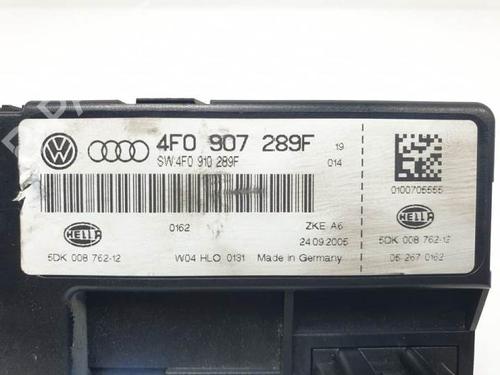 4F0 907 289F 19
SW:4F0 910 289F 014
0100705555
0162 ZKE A6
HELLA 24.09.2005 HELLA
5DK 008 762-12 W04 HLO 0131 Made in Germany 5DK 008 762-12
05 267 0162